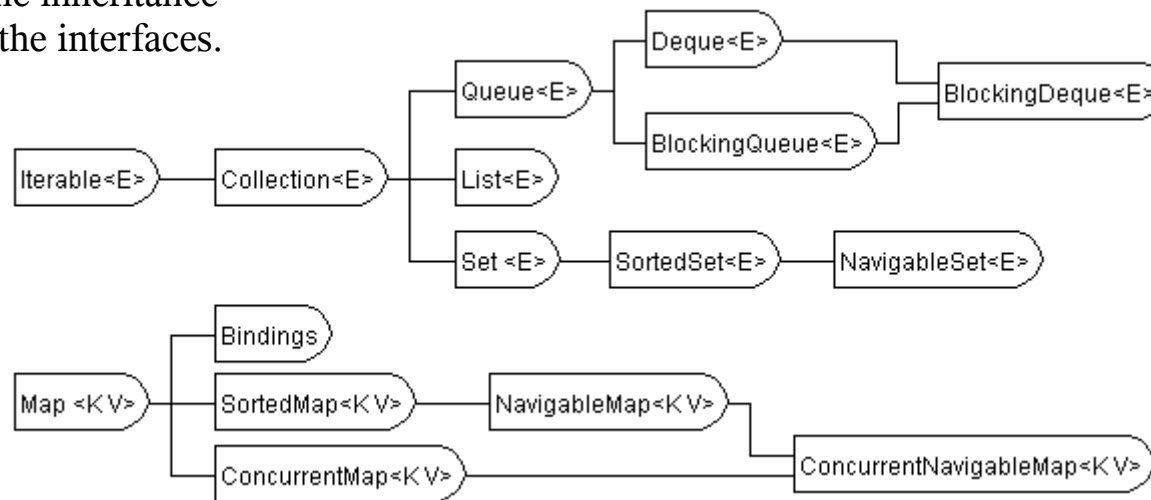 the inheritance
the interfaces.
Deque<E>
Queue<E>
BlockingDeque<E>
BlockingQueue<E>
Iterable<E>
Collection<E>
List<E>
Set <E>
SortedSet<E>
NavigableSet<E>
Bindings
Map <K V>
SortedMap<K V>
NavigableMap<K V>
ConcurrentMap<K V>
ConcurrentNavigableMap<K V>